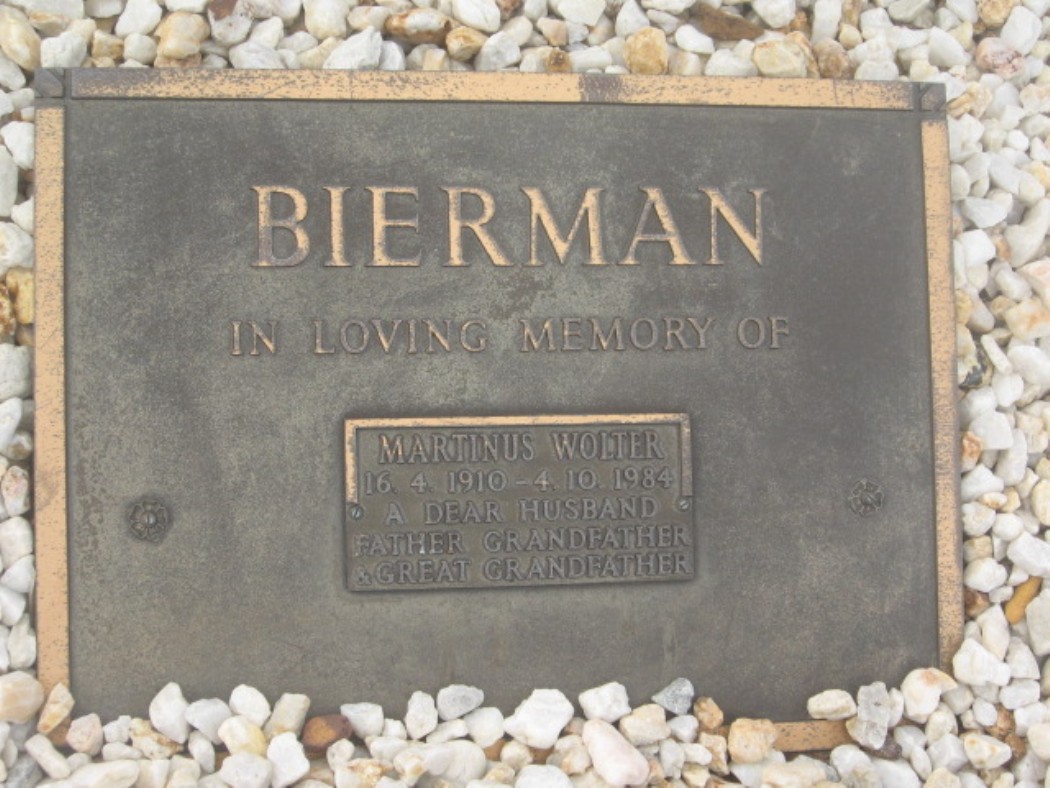 BIERMAN
IN LOVING MEMORY OF
MARTINUS WOLTER
16. 4. 1910 - 4. 10. 1984
A DEAR HUSBAND
FATHER GRANDFATHER
& GREAT GRANDFATHER